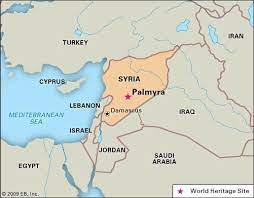 TURKEY
CYPRUS
SYRIA
Palmyra
LEBANON
Damascus
MEDITERRANEAN SEA
IRAQ
ISRAEL
JORDAN
EGYPT
SAUDI
ARABIA
© 2009 EB, Inc.
World Heritage Site